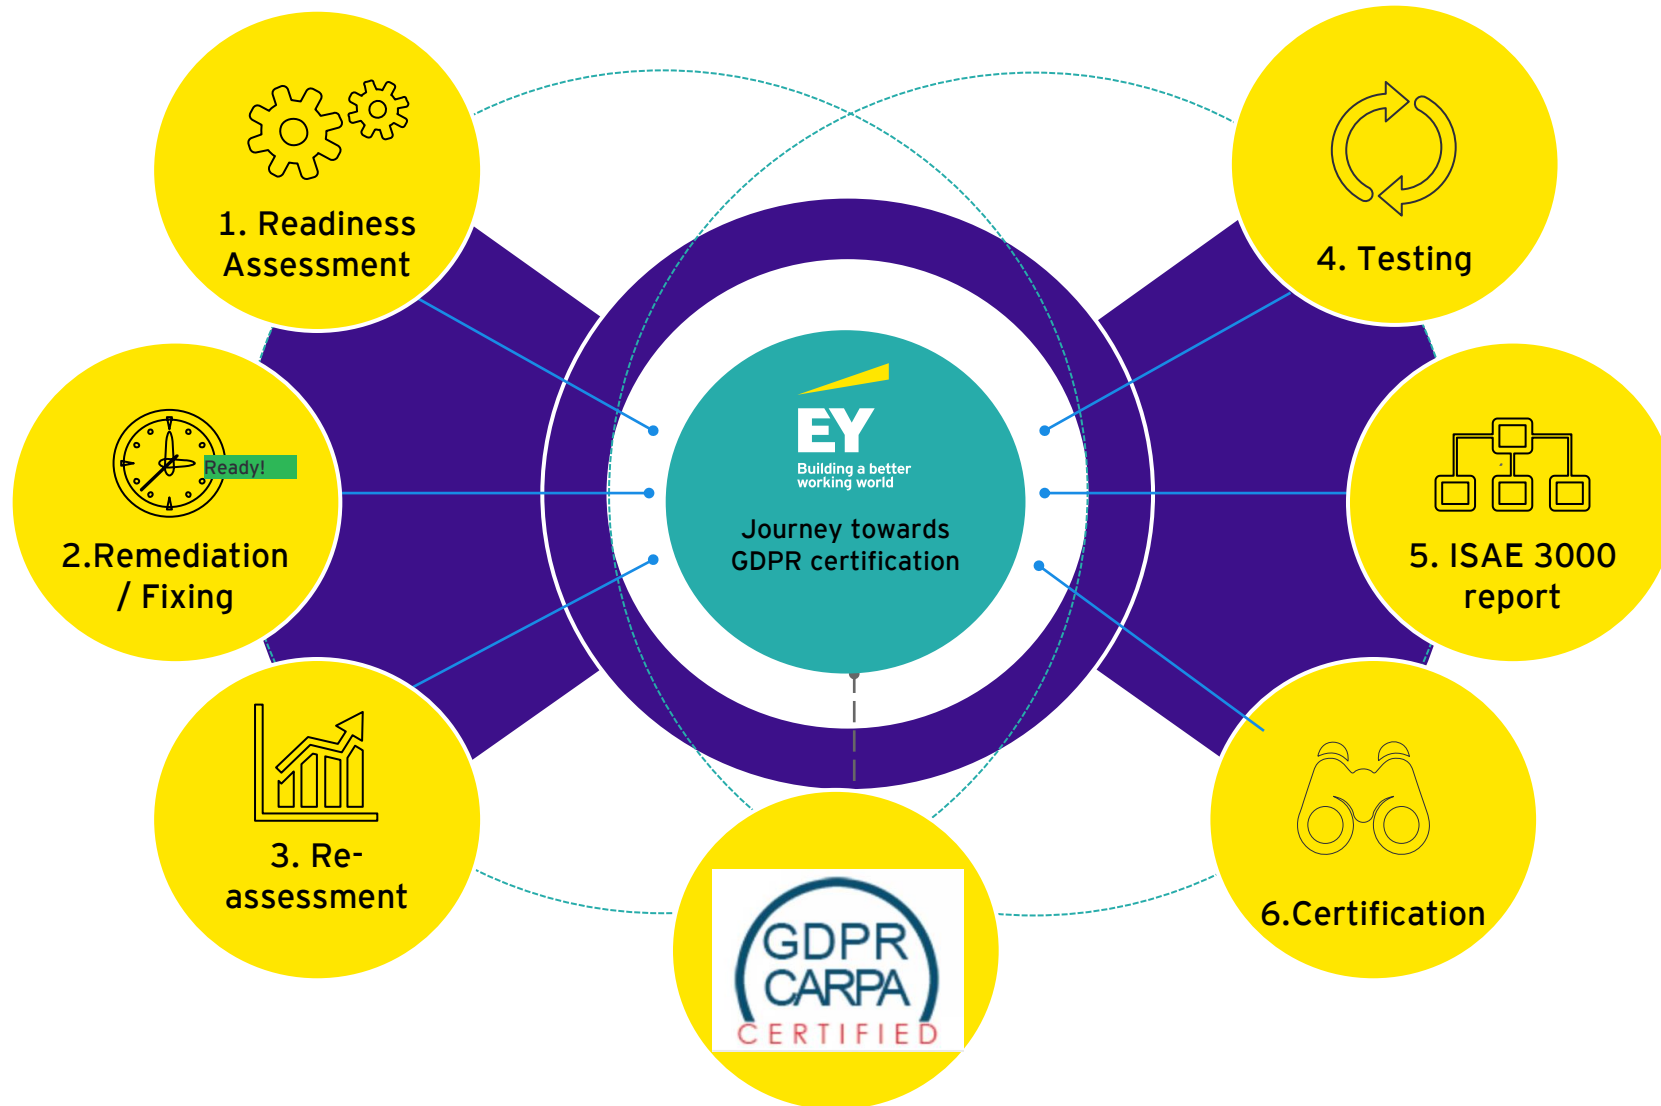 1. Readiness
Assessment
Ready!
2.Remediation
/ Fixing
3. Re-
assessment
EY
Building a better
working world
Journey towards
GDPR certification
4. Testing
5. ISAE 3000
report
6.Certification
GDPR
CARPA
CERTIFIED